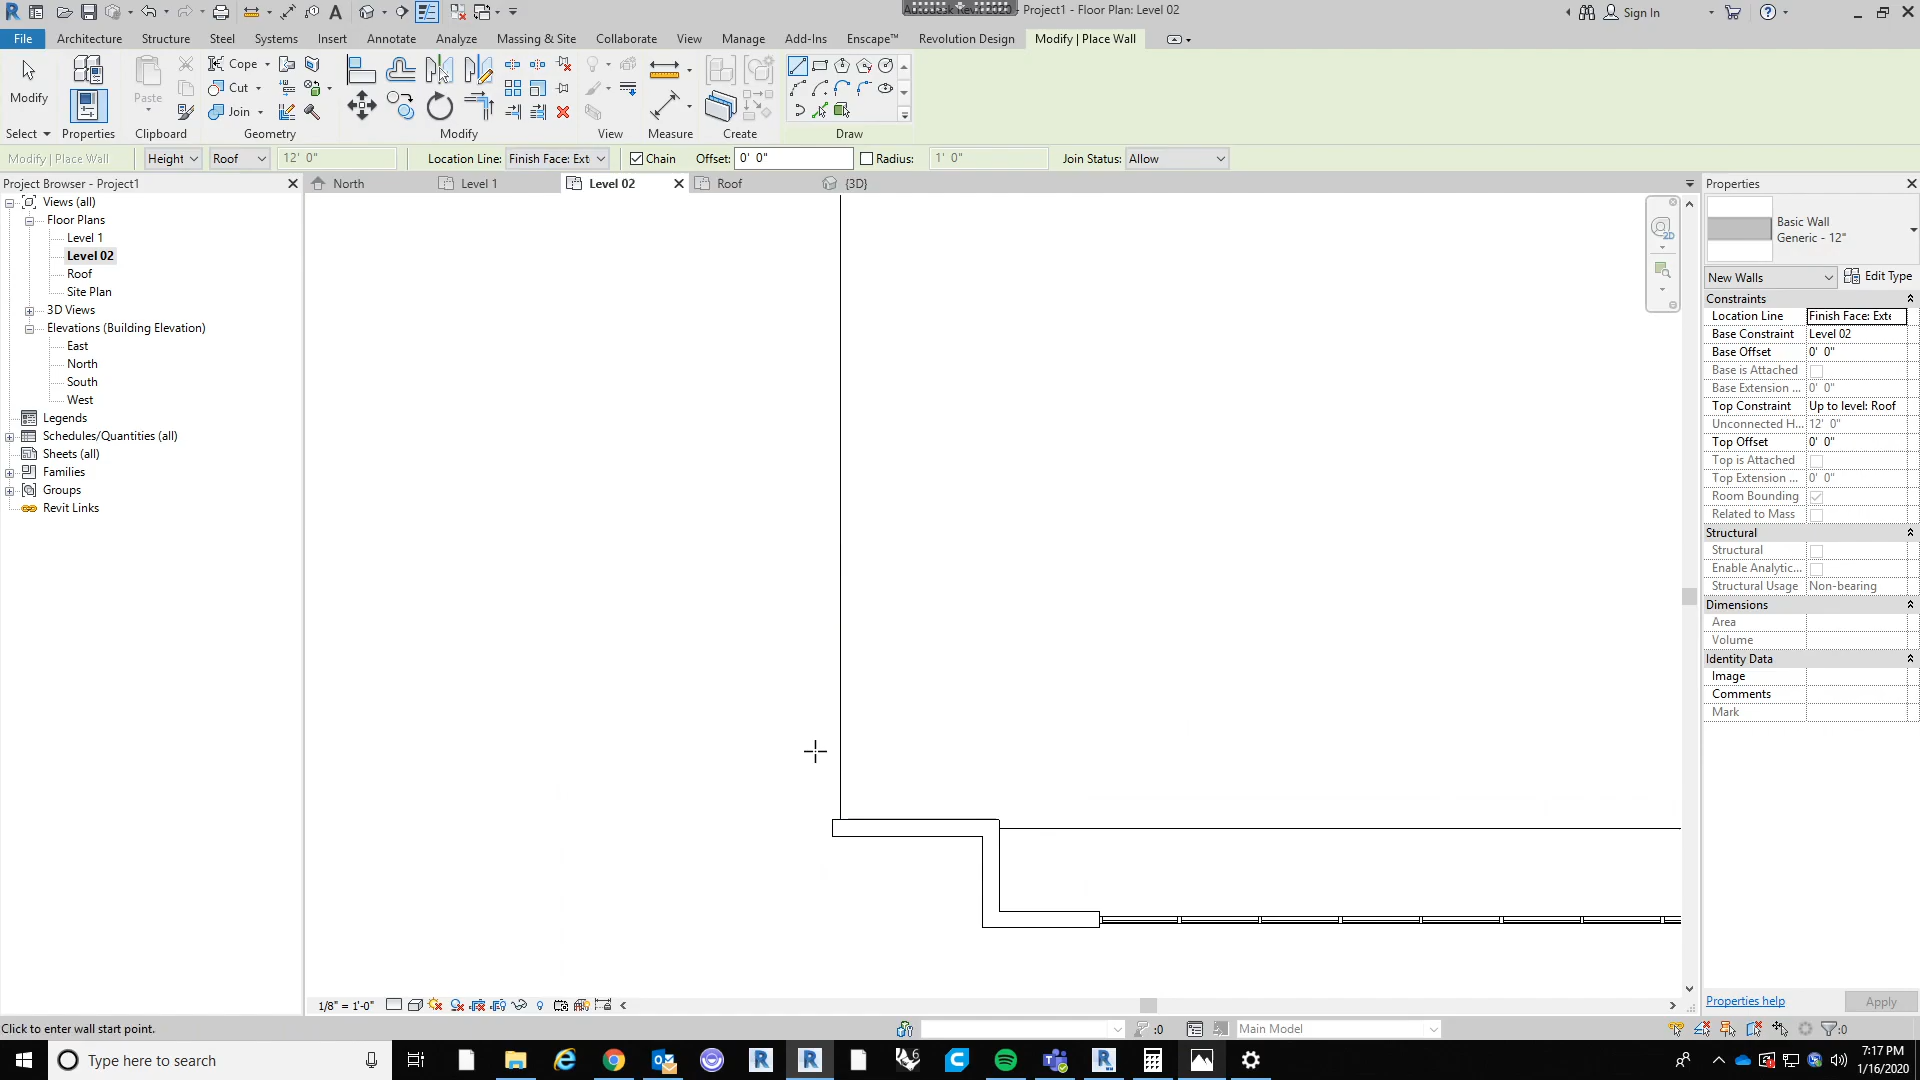 Autodesk Revit 2020 - Project1 - Floor Plan: Level 02
Sign In
File Architecture Structure Steel Systems Insert Annotate Analyze Massing & Site Collaborate View Manage Add-Ins Enscape™ Revolution Design Modify | Place Wall
Modify
Paste
Cope
Cut
Join
Select Properties Clipboard Geometry Modify View Measure Create Draw
Modify | Place Wall Height Roof 12' 0" Location Line: Finish Face: Ext Chain Offset: 0' 0" Radius: 1' 0" Join Status: Allow
Project Browser - Project1
North Level 1 Level 02 Roof {3D}
Views (all)
Floor Plans
Level 1
Level 02
Roof
Site Plan
3D Views
Elevations (Building Elevation)
East
North
South
West
Legends
Schedules/Quantities (all)
Sheets (all)
Families
Groups
Revit Links
2D
Properties
Basic Wall
Generic - 12"
New Walls Edit Type
Constraints
Location Line Finish Face: Exte
Base Constraint Level 02
Base Offset 0' 0"
Base is Attached
Base Extension ... 0' 0"
Top Constraint Up to level: Roof
Unconnected H... 12' 0"
Top Offset 0' 0"
Top is Attached
Top Extension ... 0' 0"
Room Bounding
Related to Mass
Structural
Structural
Enable Analytic...
Structural Usage Non-bearing
Dimensions
Area
Volume
Identity Data
Image
Comments
Mark
Properties help Apply
1/8" = 1'-0"
Click to enter wall start point.
:0
Main Model
:0
Type here to search
7:17 PM
1/16/2020